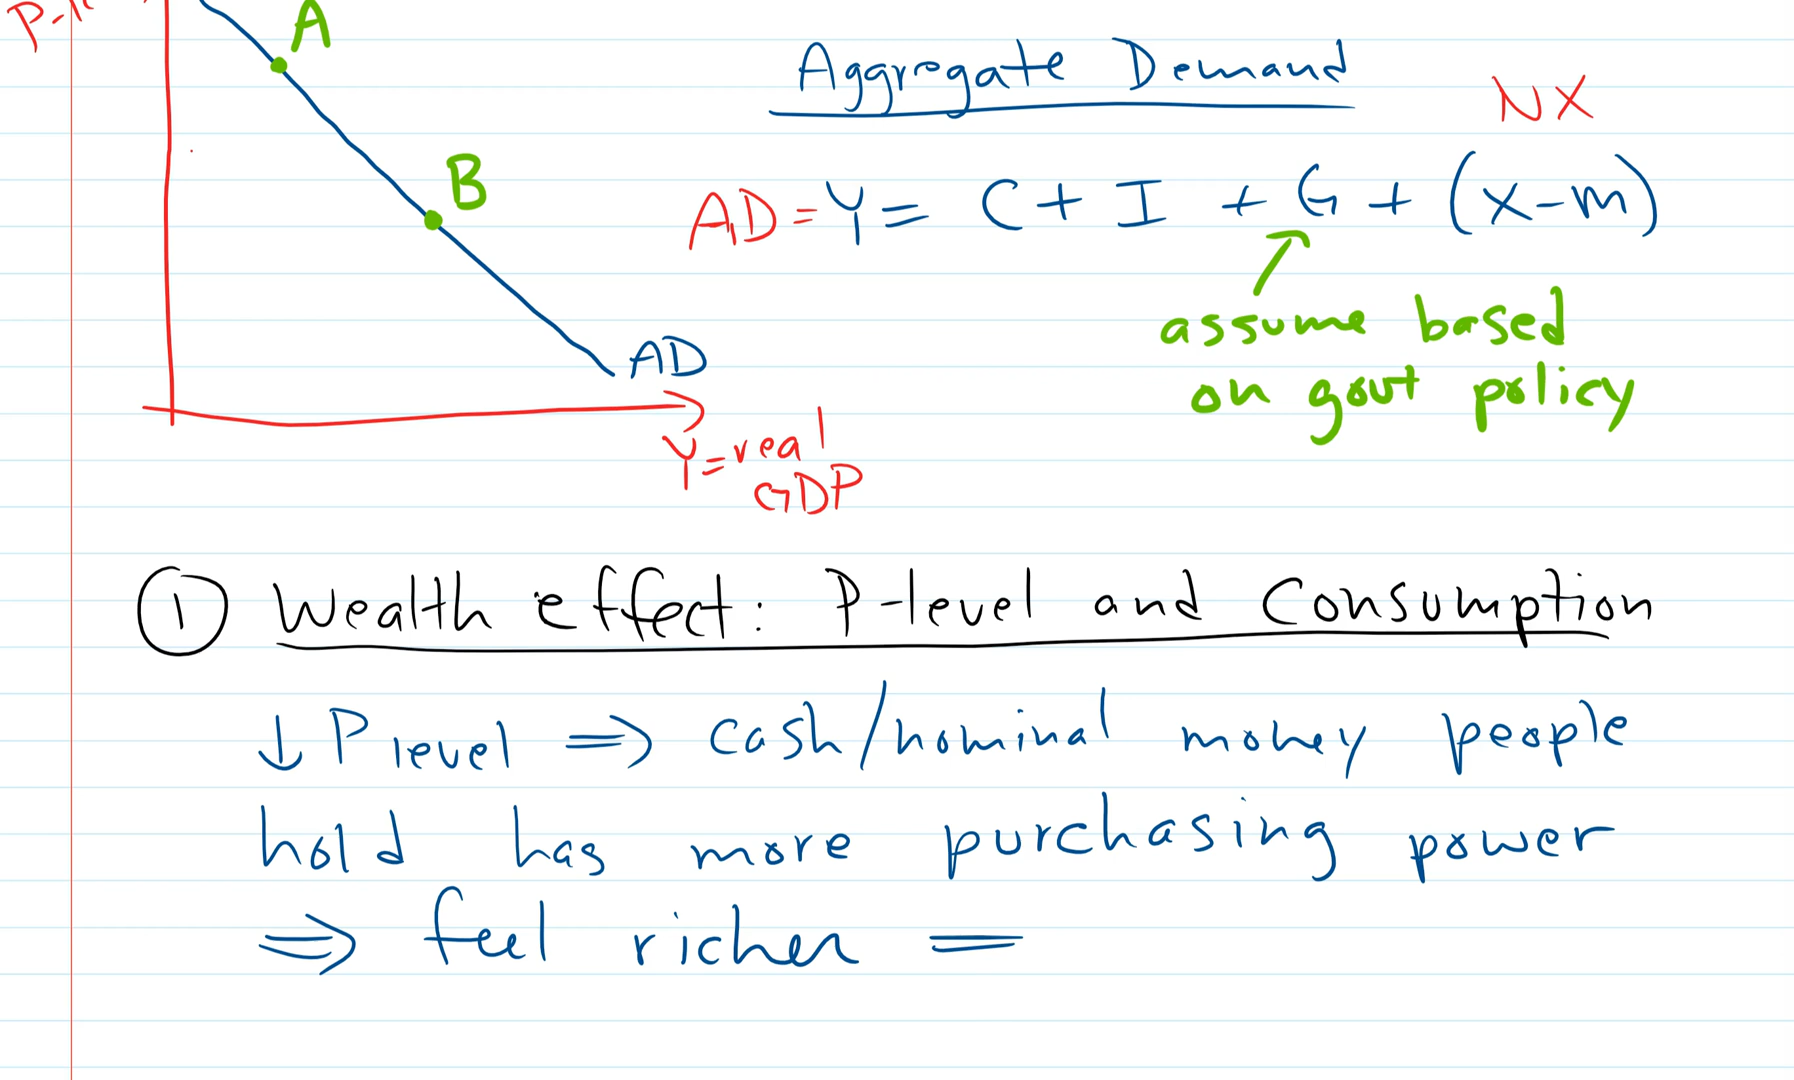 A
Aggregate Demand
NX
B
AD = Y = C + I + G + (X-m)
assume based
on govt policy
AD
Y = real
GDP
① Wealth effect: P-level and Consumption
↓ P level ⇒ cash/nominal money people
hold has more purchasing power
⇒ feel richer =